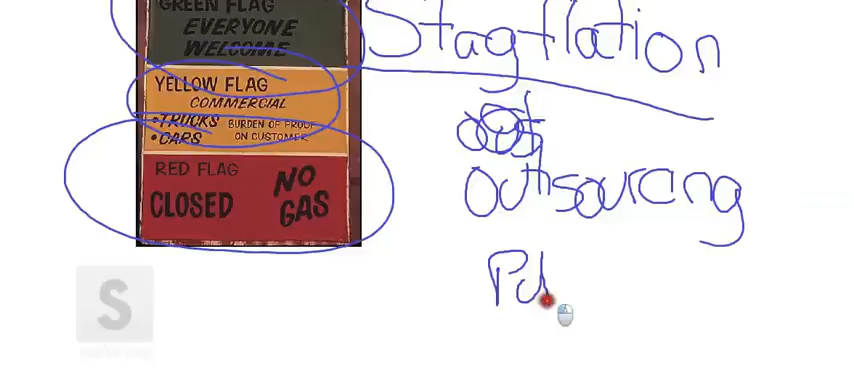 GREEN FLAG
EVERYONE
WELCOME
YELLOW FLAG
COMMERCIAL
•TRUCKS
•CARS
BURDEN OF PROOF
ON CUSTOMER
RED FLAG
CLOSED
NO
GAS
Stagflation
outsourcing
S